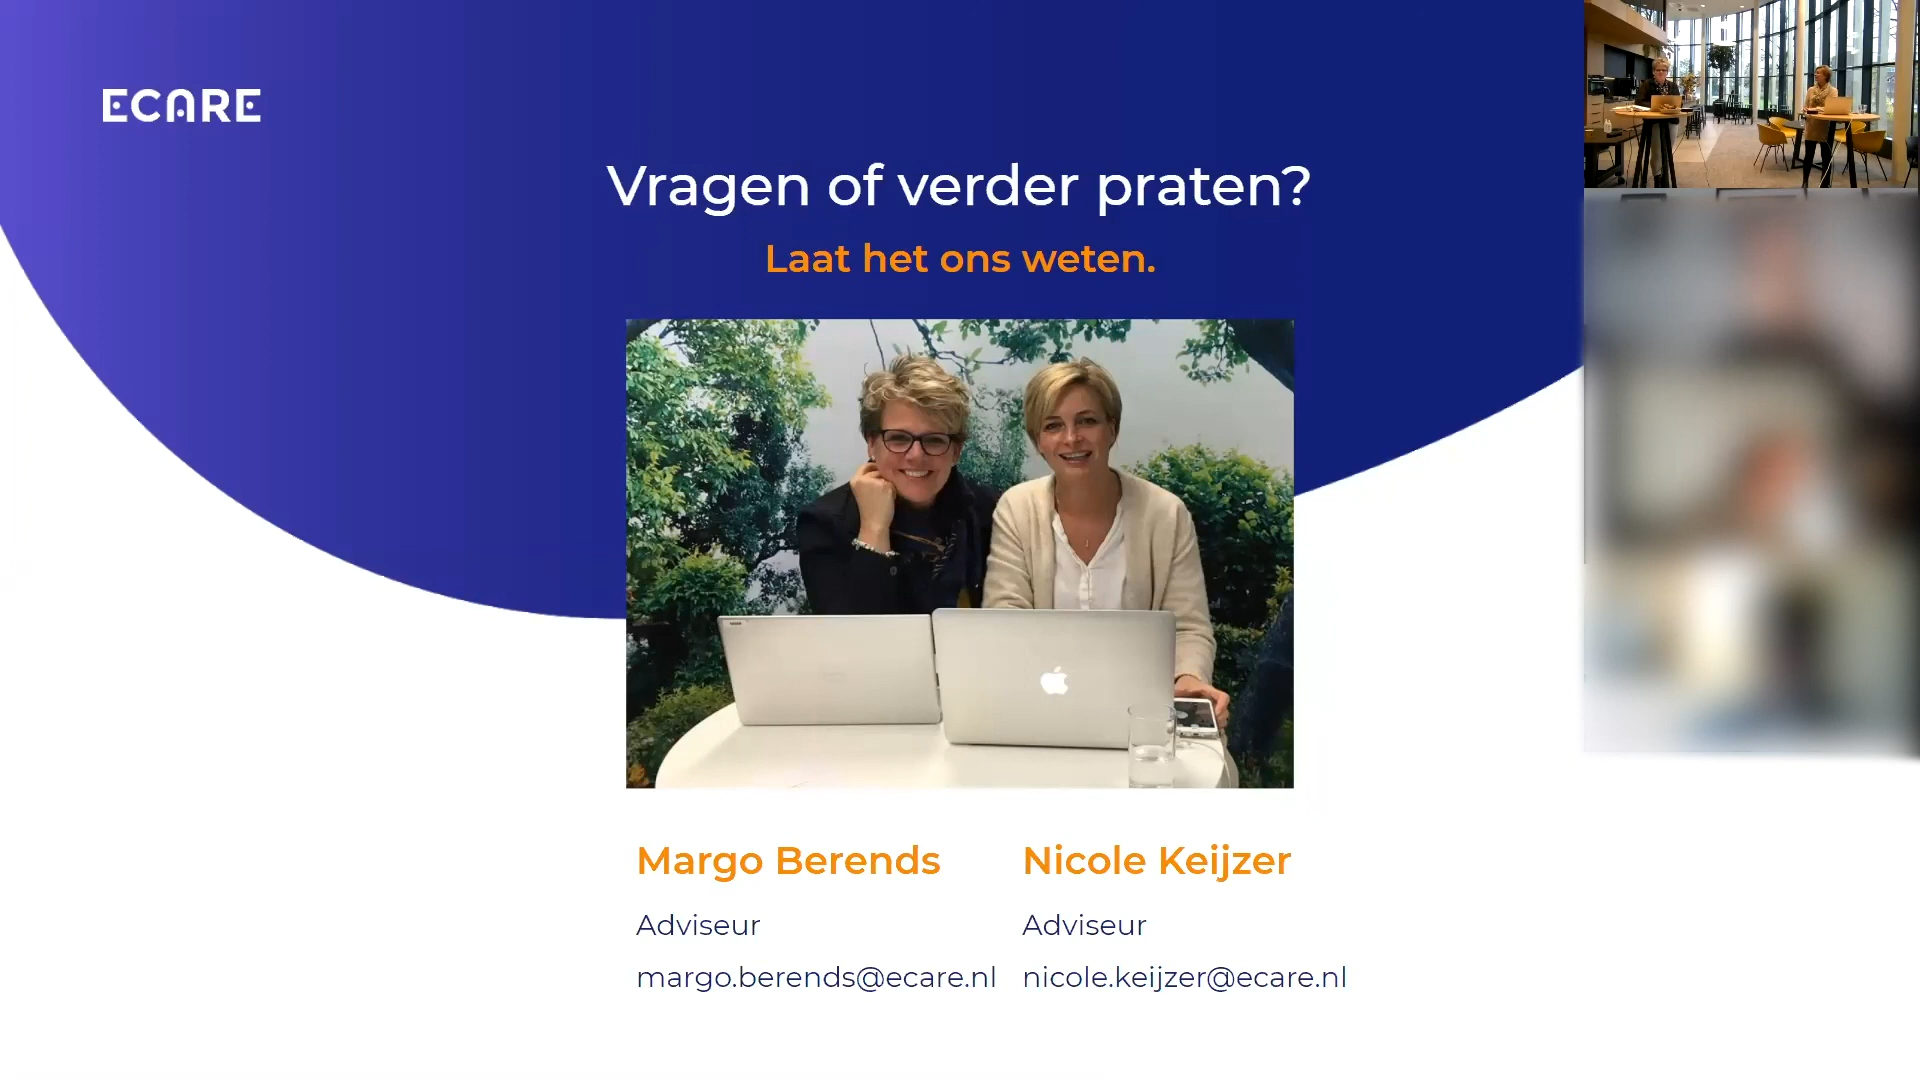 ECARE
Vragen of verder praten?
Laat het ons weten.
Margo Berends
Adviseur
margo.berends@ecare.nl
Nicole Keijzer
Adviseur
nicole.keijzer@ecare.nl